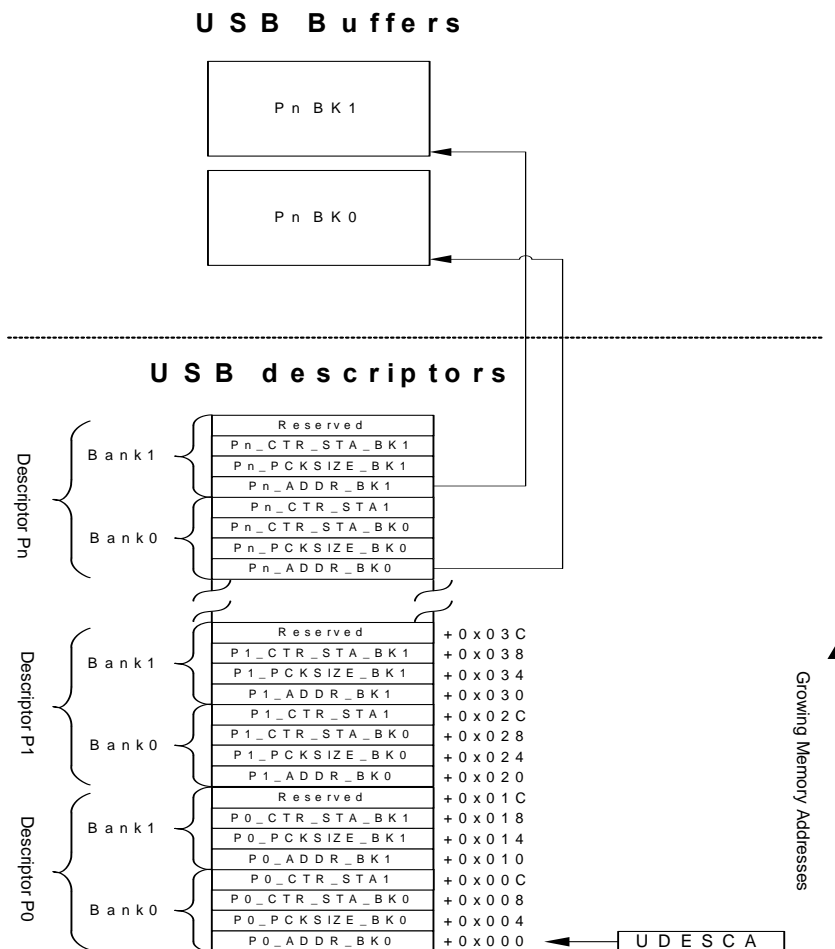 USB Buffers
Pn BK1
Pn BK0
USB descriptors
Descriptor Pn
Bank1
Reserved
Pn_CTR_STA_BK1
Pn_PCKSIZE_BK1
Pn_ADDR_BK1
Bank0
Pn_CTR_STA1
Pn_CTR_STA_BK0
Pn_PCKSIZE_BK0
Pn_ADDR_BK0
Descriptor P1
Bank1
Reserved +0x03C
P1_CTR_STA_BK1 +0x038
P1_PCKSIZE_BK1 +0x034
P1_ADDR_BK1 +0x030
Bank0
P1_CTR_STA1 +0x02C
P1_CTR_STA_BK0 +0x028
P1_PCKSIZE_BK0 +0x024
P1_ADDR_BK0 +0x020
Descriptor P0
Bank1
Reserved +0x01C
P0_CTR_STA_BK1 +0x018
P0_PCKSIZE_BK1 +0x014
P0_ADDR_BK1 +0x010
Bank0
P0_CTR_STA1 +0x00C
P0_CTR_STA_BK0 +0x008
P0_PCKSIZE_BK0 +0x004
P0_ADDR_BK0 +0x000
UDESCA
Growing Memory Addresses